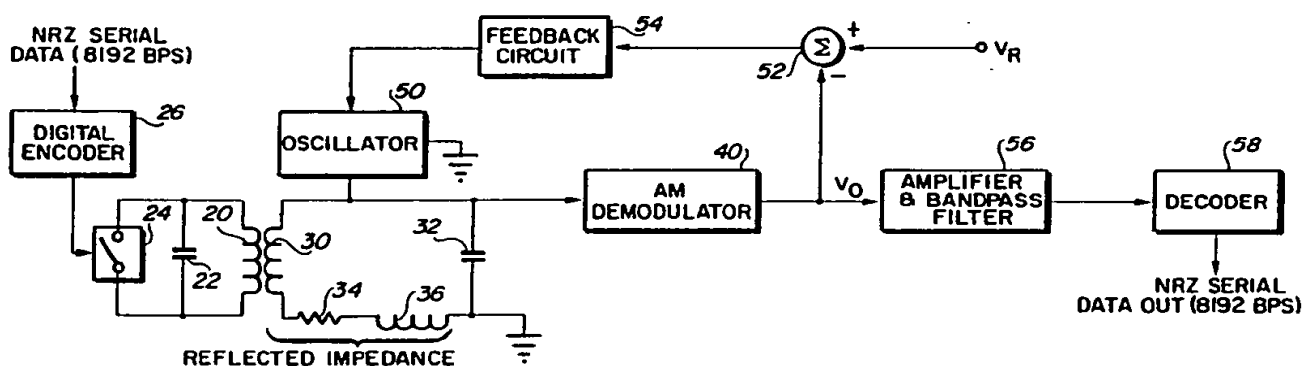 NRZ SERIAL
DATA (8192 BPS)
26
DIGITAL
ENCODER
24
22
20
30
34
36
32
REFLECTED IMPEDANCE
50
OSCILLATOR
54
FEEDBACK
CIRCUIT
52
Σ
+
−
VR
40
AM
DEMODULATOR
VO
56
AMPLIFIER
& BANDPASS
FILTER
58
DECODER
NRZ SERIAL
DATA OUT (8192 BPS)